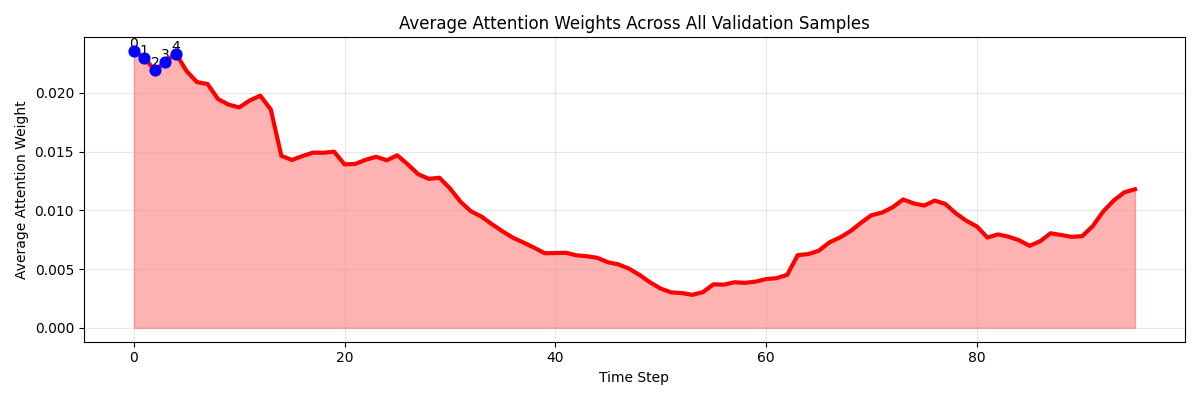 Average Attention Weights Across All Validation Samples
0 1 2 3 4
0.020
0.015
0.010
0.005
0.000
Average Attention Weight
0 20 40 60 80
Time Step